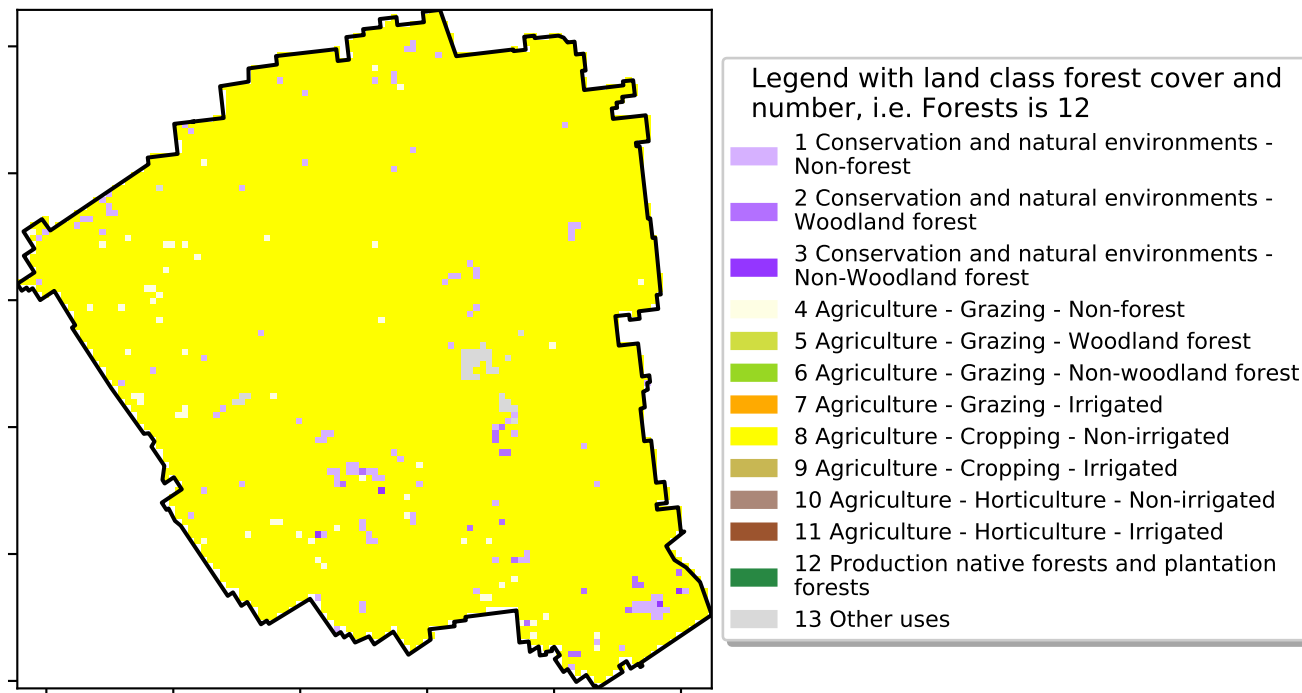 Legend with land class forest cover and
number, i.e. Forests is 12
1 Conservation and natural environments -
Non-forest
2 Conservation and natural environments -
Woodland forest
3 Conservation and natural environments -
Non-Woodland forest
4 Agriculture - Grazing - Non-forest
5 Agriculture - Grazing - Woodland forest
6 Agriculture - Grazing - Non-woodland forest
7 Agriculture - Grazing - Irrigated
8 Agriculture - Cropping - Non-irrigated
9 Agriculture - Cropping - Irrigated
10 Agriculture - Horticulture - Non-irrigated
11 Agriculture - Horticulture - Irrigated
12 Production native forests and plantation
forests
13 Other uses